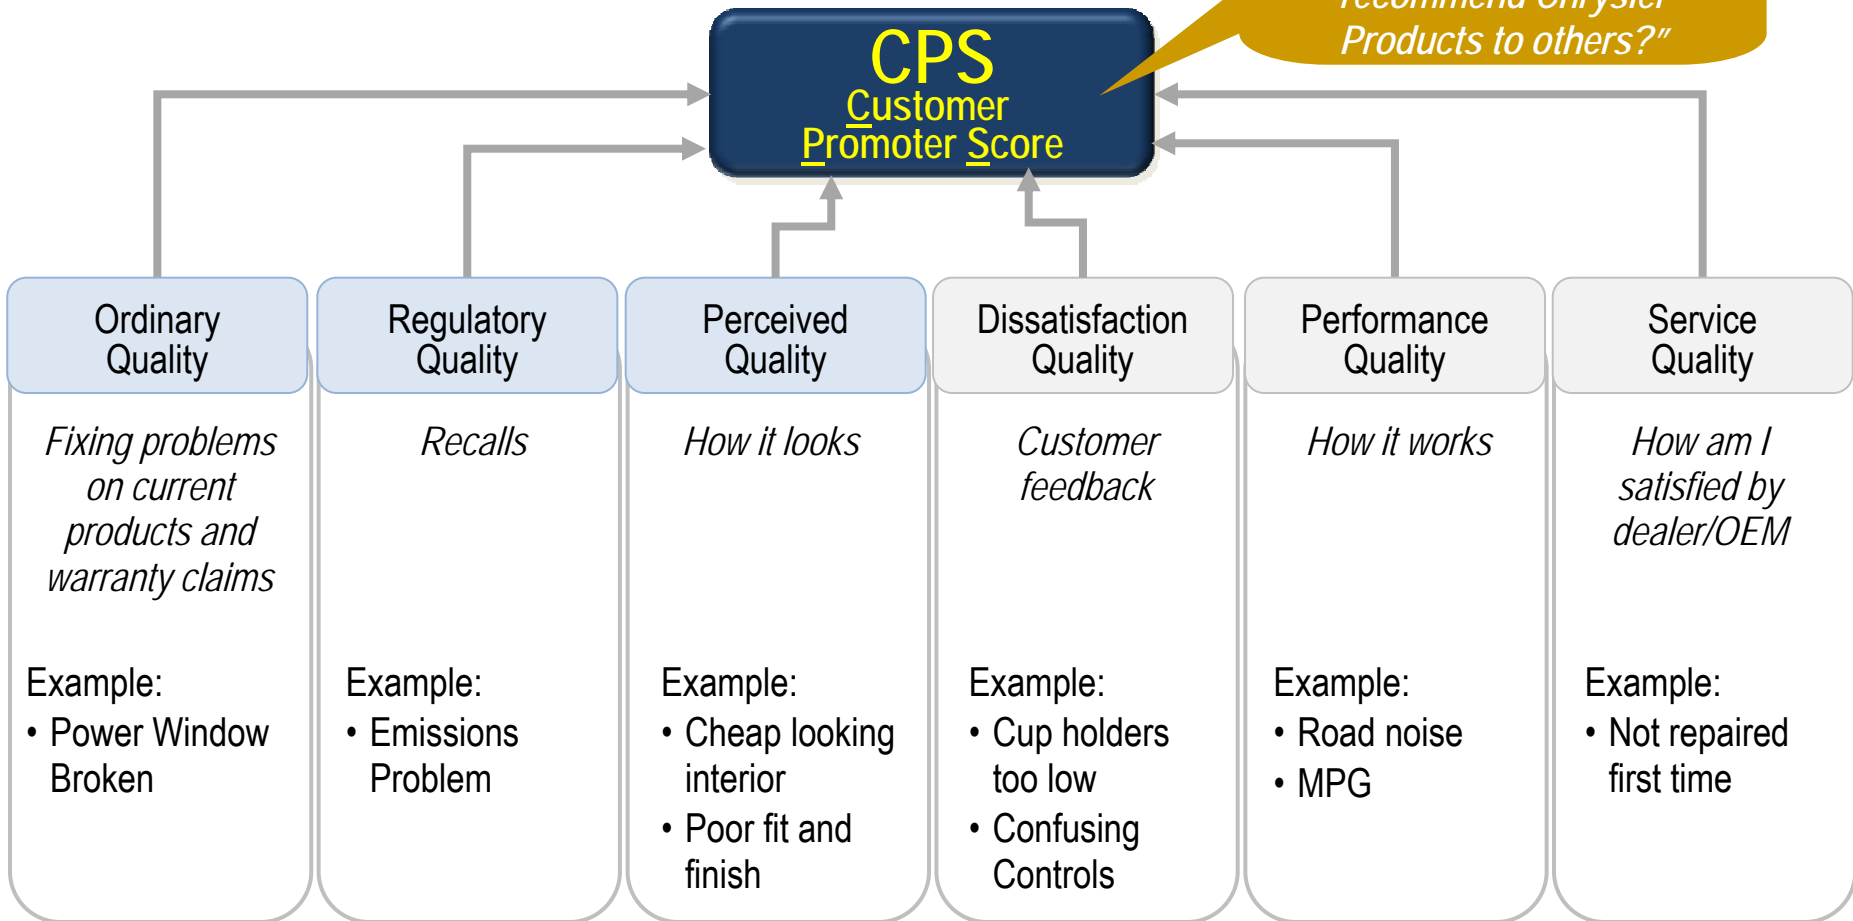 recommend Chrysler
Products to others?"
CPS
Customer
Promoter Score
Ordinary
Quality
Fixing problems
on current
products and
warranty claims
Example:
• Power Window
Broken
Regulatory
Quality
Recalls
Example:
• Emissions
Problem
Perceived
Quality
How it looks
Example:
• Cheap looking
interior
• Poor fit and
finish
Dissatisfaction
Quality
Customer
feedback
Example:
• Cup holders
too low
• Confusing
Controls
Performance
Quality
How it works
Example:
• Road noise
• MPG
Service
Quality
How am I
satisfied by
dealer/OEM
Example:
• Not repaired
first time